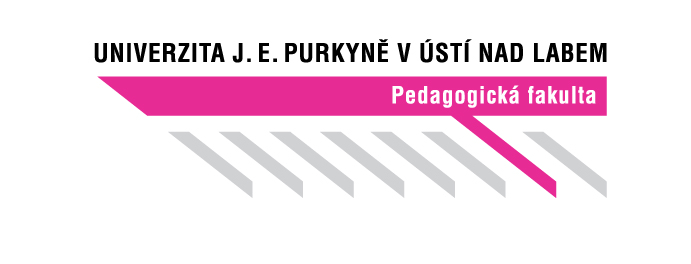 UNIVERZITA J. E. PURKYNĚ V ÚSTÍ NAD LABEM
Pedagogická fakulta